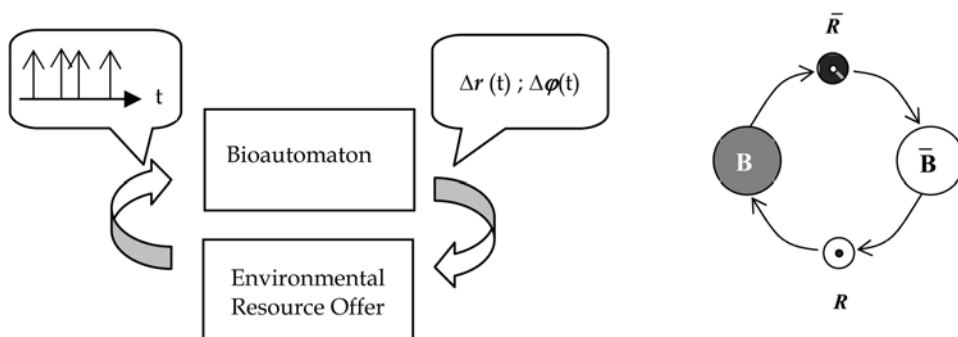 t
Δr (t) ; Δφ(t)
Bioautomaton
Environmental
Resource Offer
R̄
B
B̄
R